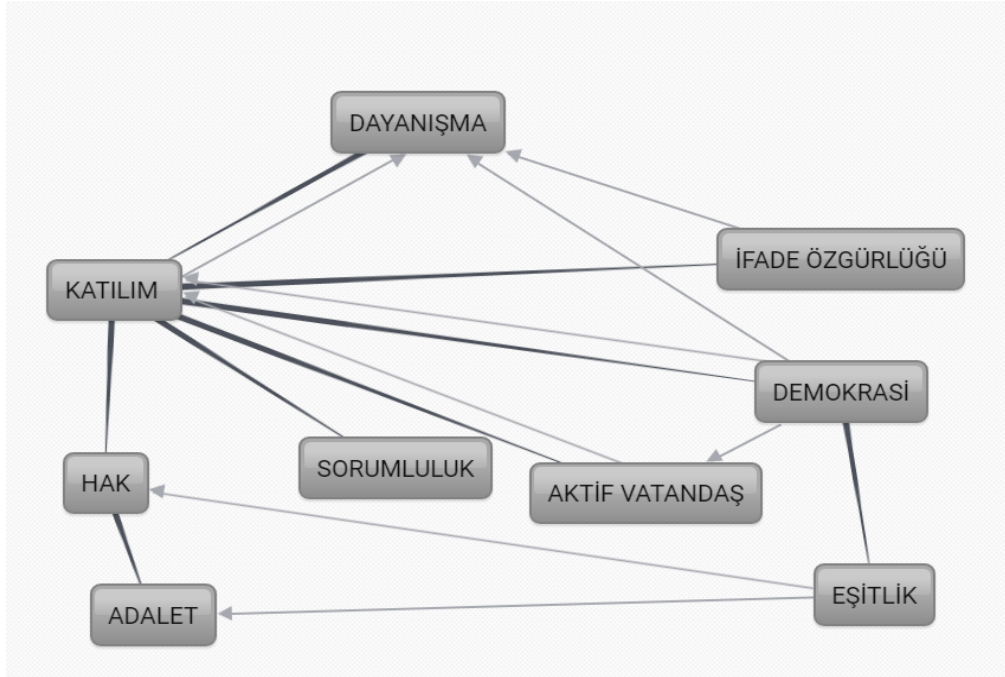 DAYANIŞMA
İFADE ÖZGÜRLÜĞÜ
KATILIM
DEMOKRASİ
SORUMLULUK
HAK
AKTİF VATANDAŞ
EŞİTLİK
ADALET